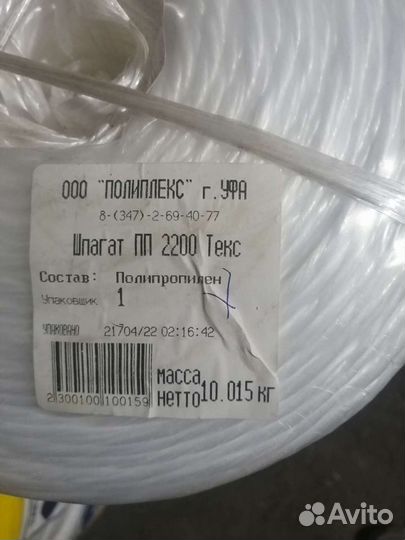 ООО "ПОЛИПЛЕКС" г.УФА
8-(347)-2-69-40-77
Шпагат ПП 2200 Текс
Состав: Полипропилен
Упаковщик 1
УПАКОВАНО 21/04/22 02:16:42
масса
нетто 10.015 кг
2300100100159
Avito